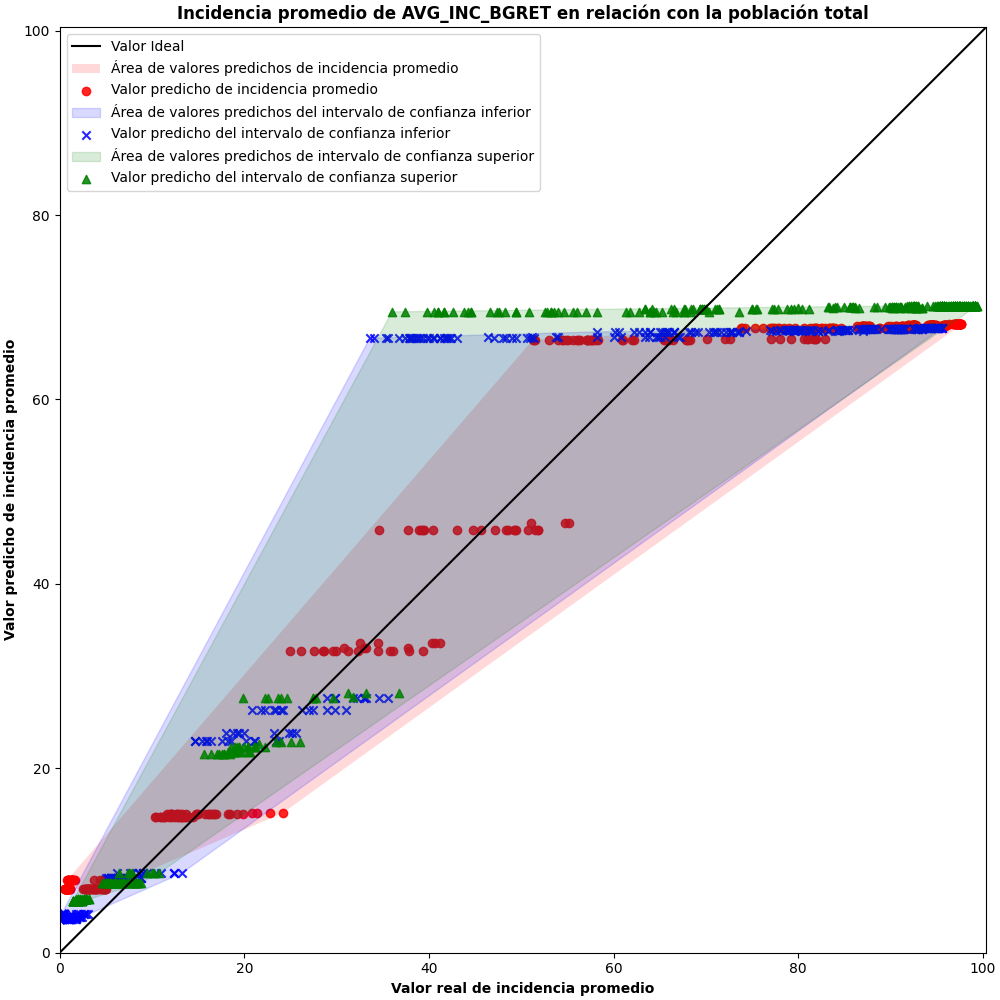 Incidencia promedio de AVG_INC_BGRET en relación con la población total
Valor Ideal
Área de valores predichos de incidencia promedio
Valor predicho de incidencia promedio
Área de valores predichos del intervalo de confianza inferior
Valor predicho del intervalo de confianza inferior
Área de valores predichos de intervalo de confianza superior
Valor predicho del intervalo de confianza superior
Valor predicho de incidencia promedio
100
80
60
40
20
0
0 20 40 60 80 100
Valor real de incidencia promedio